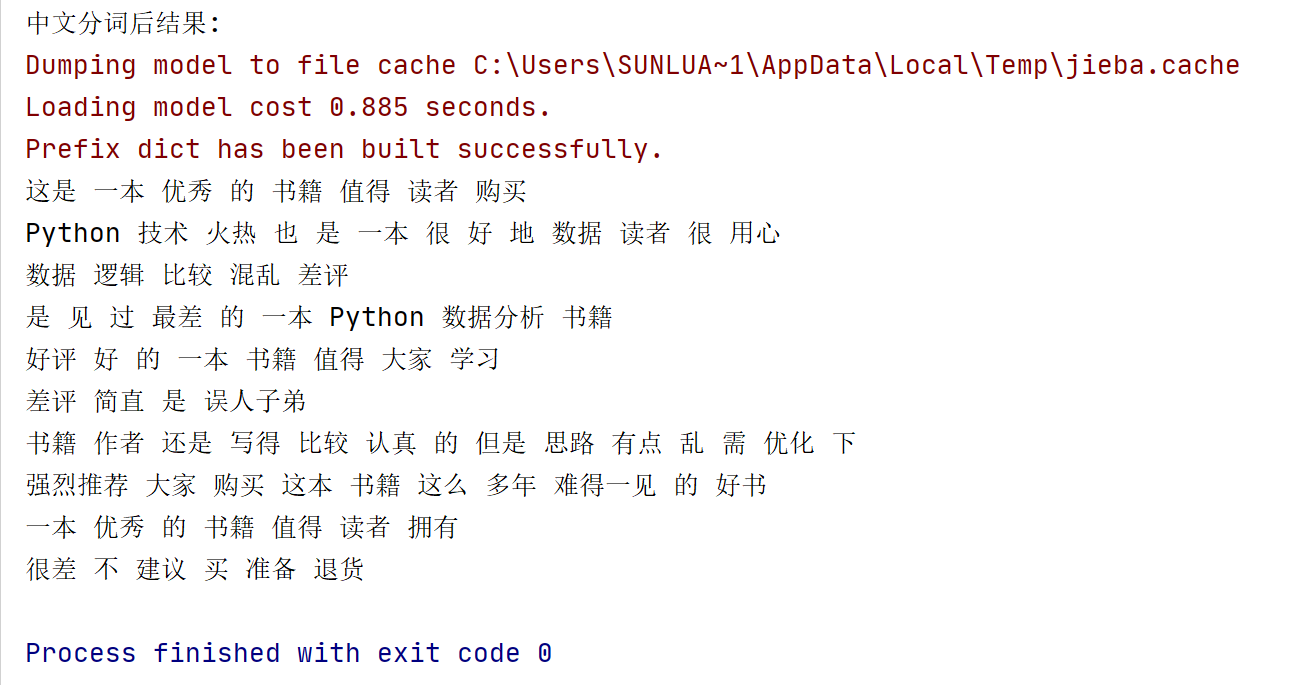 中文分词后结果:
Dumping model to file cache C:\Users\SUNLUA~1\AppData\Local\Temp\jieba.cache
Loading model cost 0.885 seconds.
Prefix dict has been built successfully.
这是 一本 优秀 的 书籍 值得 读者 购买
Python 技术 火热 也 是 一本 很 好 地 数据 读者 很 用心
数据 逻辑 比较 混乱 差评
是 见 过 最差 的 一本 Python 数据分析 书籍
好评 好 的 一本 书籍 值得 大家 学习
差评 简直 是 误人子弟
书籍 作者 还是 写得 比较 认真 的 但是 思路 有点 乱 需 优化 下
强烈推荐 大家 购买 这本 书籍 这么 多年 难得一见 的 好书
一本 优秀 的 书籍 值得 读者 拥有
很差 不 建议 买 准备 退货
Process finished with exit code 0